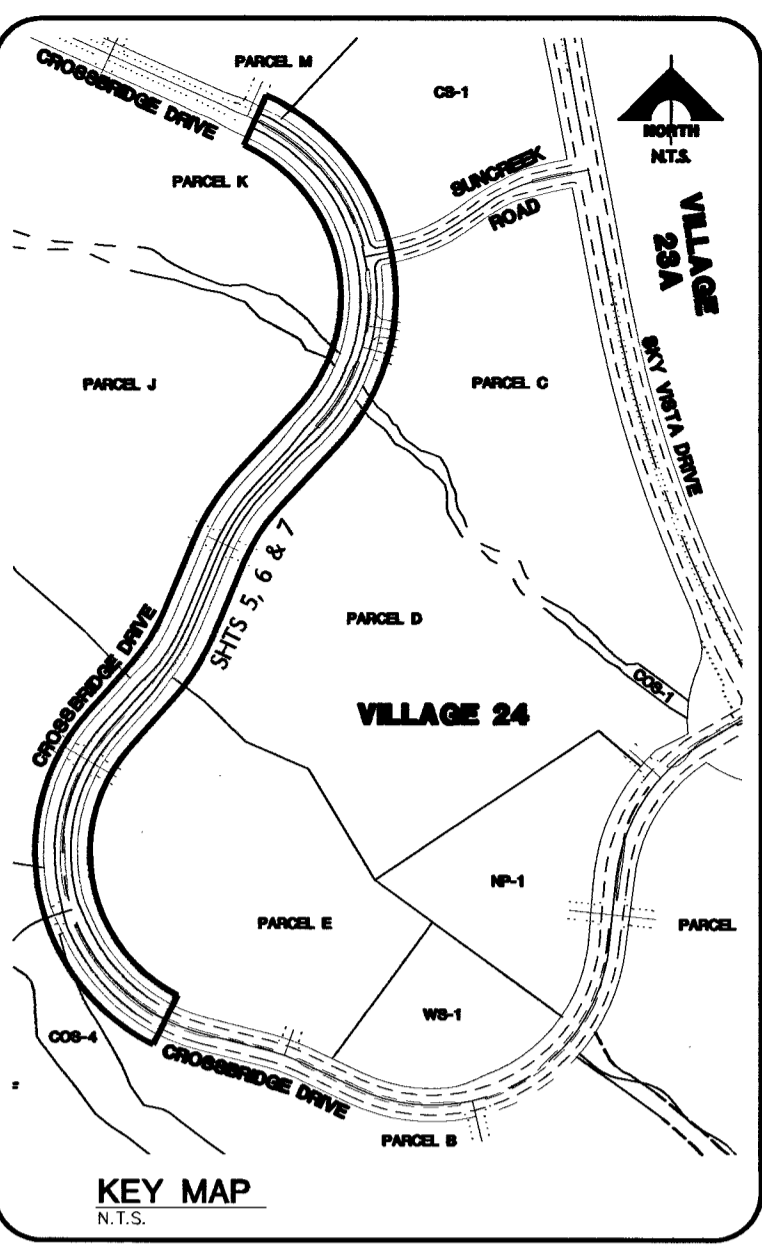 PARCEL M
CROSSBRIDGE DRIVE
CS-1
NORTH
N.T.S.
PARCEL K
SUNCREEK
ROAD
VILLAGE
23A
PARCEL J
PARCEL C
SKY VISTA DRIVE
SHTS 5, 6 & 7
PARCEL D
CROSSBRIDGE DRIVE
COS-1
VILLAGE 24
NP-1
PARCEL E
PARCEL
WS-1
COS-4
CROSSBRIDGE DRIVE
PARCEL B
KEY MAP
N.T.S.